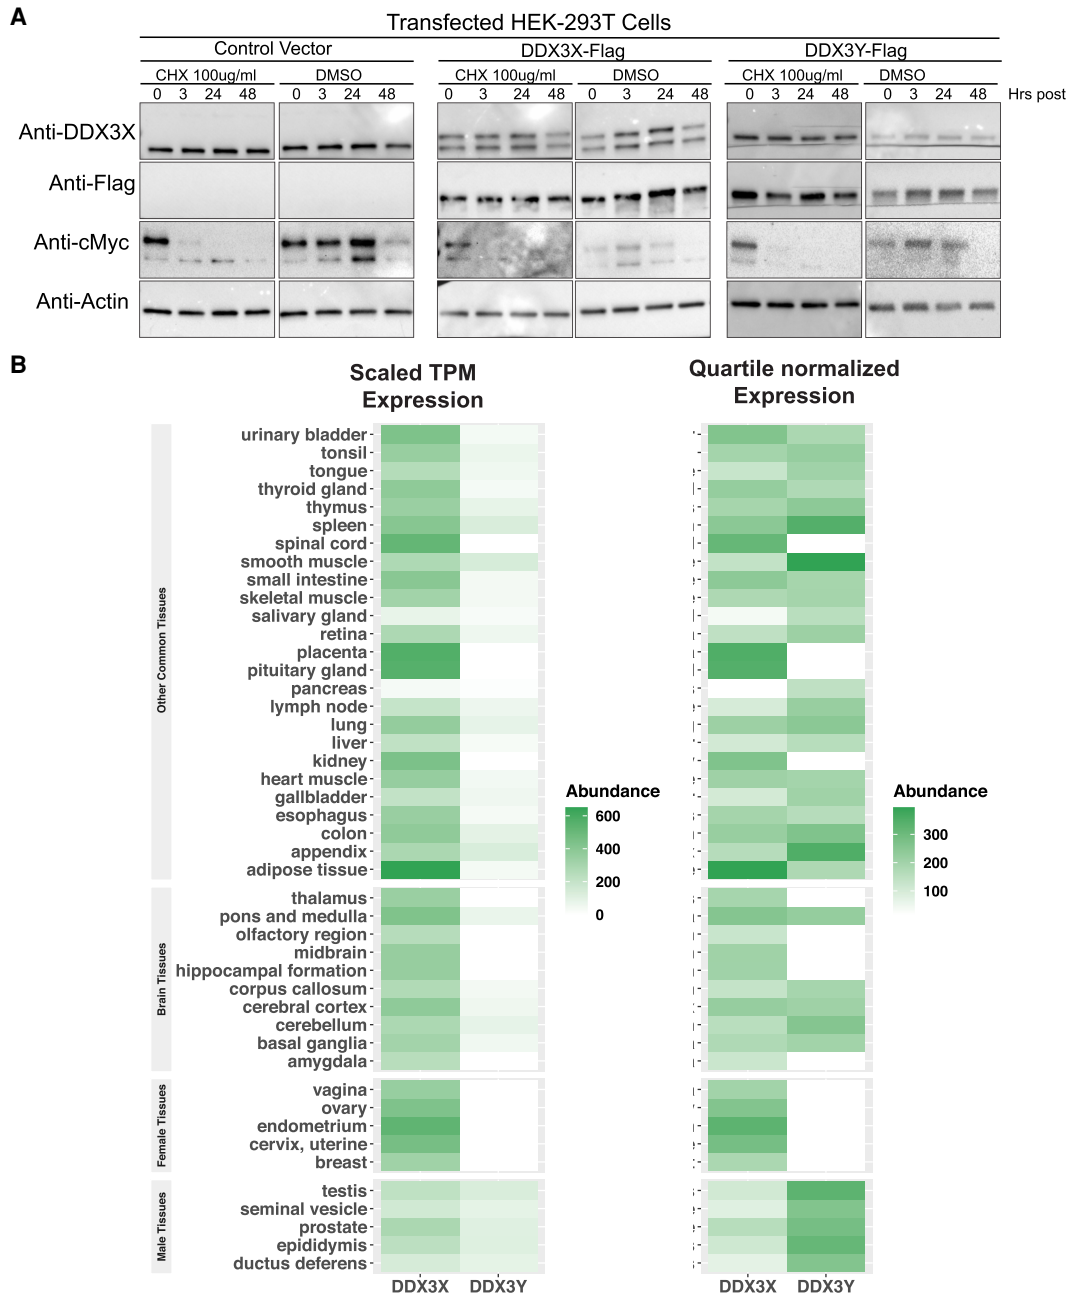 A
Transfected HEK-293T Cells
Control Vector
DDX3X-Flag
DDX3Y-Flag
CHX 100ug/ml
DMSO
CHX 100ug/ml
DMSO
CHX 100ug/ml
DMSO
0 3 24 48 0 3 24 48 0 3 24 48 0 3 24 48 0 3 24 48 0 3 24 48 Hrs post
Anti-DDX3X
Anti-Flag
Anti-cMyc
Anti-Actin
B
Scaled TPM
Expression
Quartile normalized
Expression
Other Common Tissues
urinary bladder
tonsil
tongue
thyroid gland
thymus
spleen
spinal cord
smooth muscle
small intestine
skeletal muscle
salivary gland
retina
placenta
pituitary gland
pancreas
lymph node
lung
liver
kidney
heart muscle
gallbladder
esophagus
colon
appendix
adipose tissue
Abundance
600
400
200
0
Abundance
300
200
100
Brain Tissues
thalamus
pons and medulla
olfactory region
midbrain
hippocampal formation
corpus callosum
cerebral cortex
cerebellum
basal ganglia
amygdala
Female Tissues
vagina
ovary
endometrium
cervix, uterine
breast
Male Tissues
testis
seminal vesicle
prostate
epididymis
ductus deferens
DDX3X DDX3Y
DDX3X DDX3Y